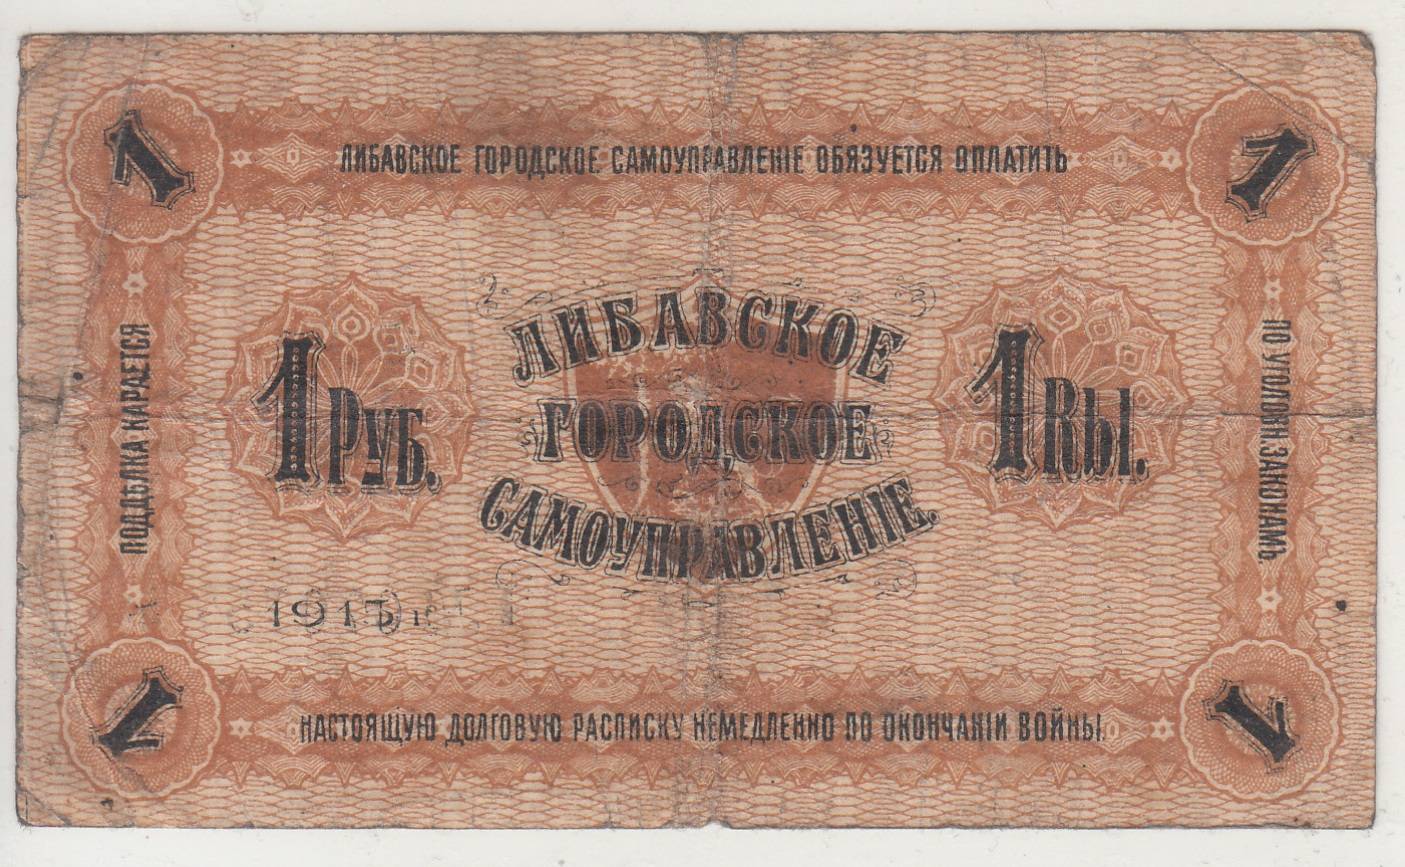 1
1
ЛИБАВСКОЕ ГОРОДСКОЕ САМОУПРАВЛЕНІЕ ОБЯЗУЕТСЯ ОПЛАТИТЬ
ПОДДѢЛКА КАРАЕТСЯ
1 РУБ.
ЛИБАВСКОЕ
ГОРОДСКОЕ
САМОУПРАВЛЕНІЕ.
1 Rbl.
ПО УГОЛОВН.ЗАКОНАМЪ.
НАСТОЯЩУЮ ДОЛГОВУЮ РАСПИСКУ НЕМЕДЛЕННО ПО ОКОНЧАНІИ ВОЙНЫ.
1
1